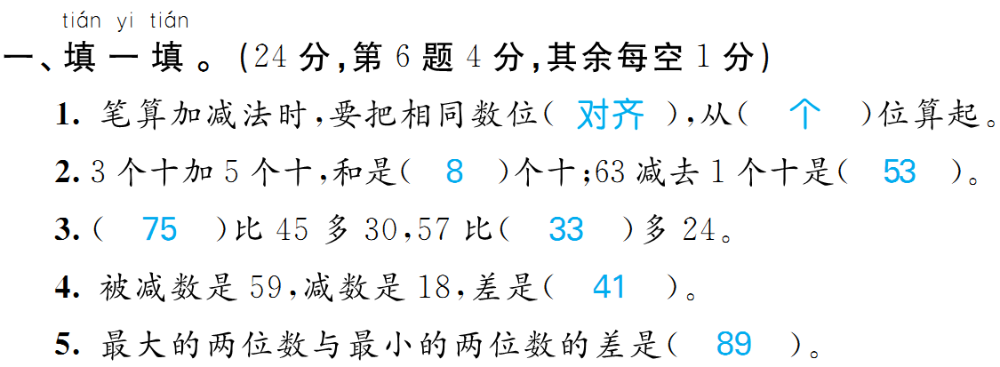 tián yi tián
一、填一填。(24分,第6题4分,其余每空1分)
1. 笔算加减法时,要把相同数位( 对齐 ),从( 个 )位算起。
2. 3个十加5个十,和是( 8 )个十;63减去1个十是( 53 )。
3. ( 75 )比45多30,57比( 33 )多24。
4. 被减数是59,减数是18,差是( 41 )。
5. 最大的两位数与最小的两位数的差是( 89 )。